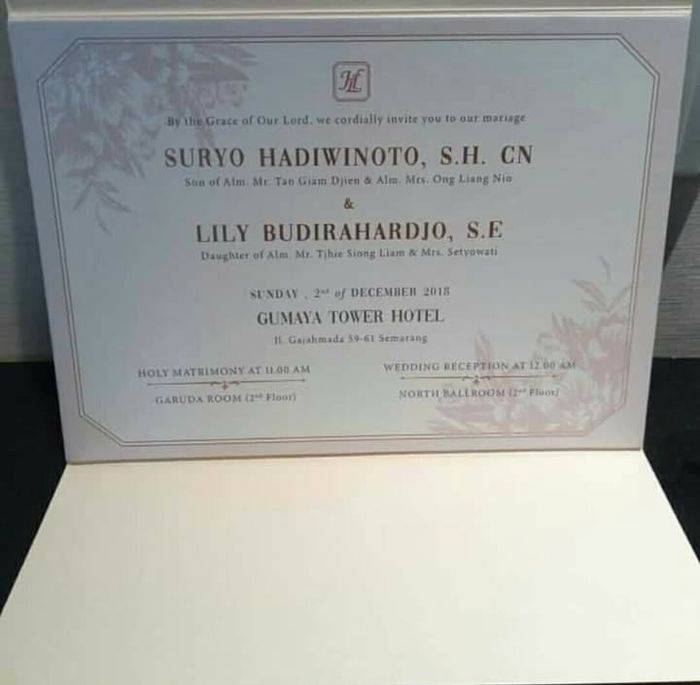 HL
By the Grace of Our Lord, we cordially invite you to our marriage
SURYO HADIWINOTO, S.H. CN
Son of Alm. Mr. Tan Giam Djien & Alm. Mrs. Ong Liang Nio
&
LILY BUDIRAHARDJO, S.E
Daughter of Alm. Mr. Tjhie Siong Liam & Mrs. Setyowati
SUNDAY , 2nd of DECEMBER 2018
GUMAYA TOWER HOTEL
Jl. Gajahmada 59-61 Semarang
HOLY MATRIMONY AT 11.00 AM
GARUDA ROOM (2nd Floor)
WEDDING RECEPTION AT 12.00 AM
NORTH BALLROOM (2nd Floor)